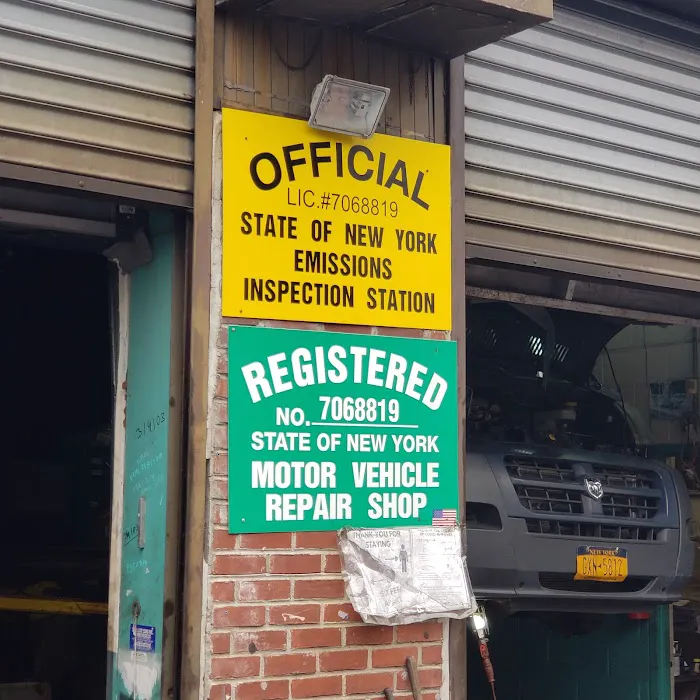 OFFICIAL
LIC.#7068819
STATE OF NEW YORK
EMISSIONS
INSPECTION STATION
REGISTERED
NO. 7068819
STATE OF NEW YORK
MOTOR VEHICLE
REPAIR SHOP
THANK YOU FOR
STAYING
NEW YORK